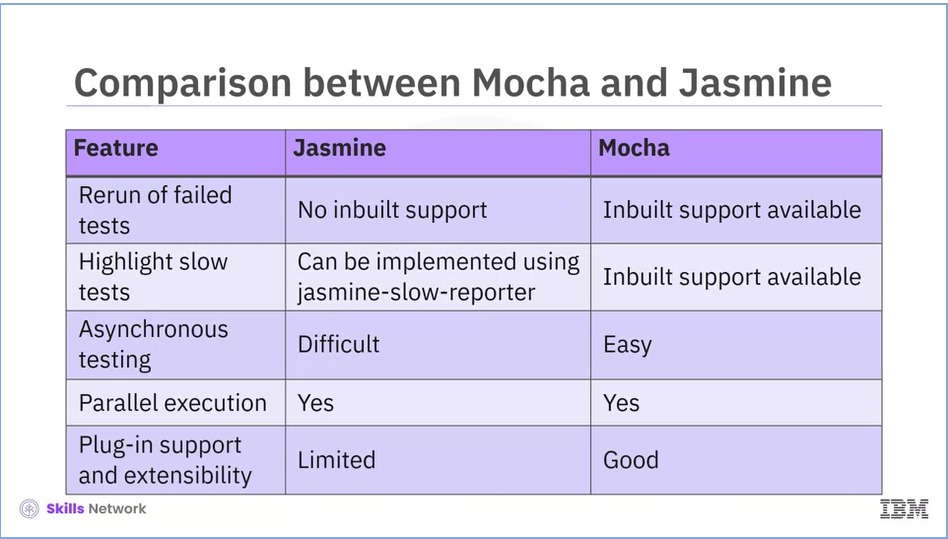 Comparison between Mocha and Jasmine
Feature
Jasmine
Mocha
Rerun of failed
tests
No inbuilt support
Inbuilt support available
Highlight slow
tests
Can be implemented using
jasmine-slow-reporter
Inbuilt support available
Asynchronous
testing
Difficult
Easy
Parallel execution
Yes
Yes
Plug-in support
and extensibility
Limited
Good
Skills Network
IBM